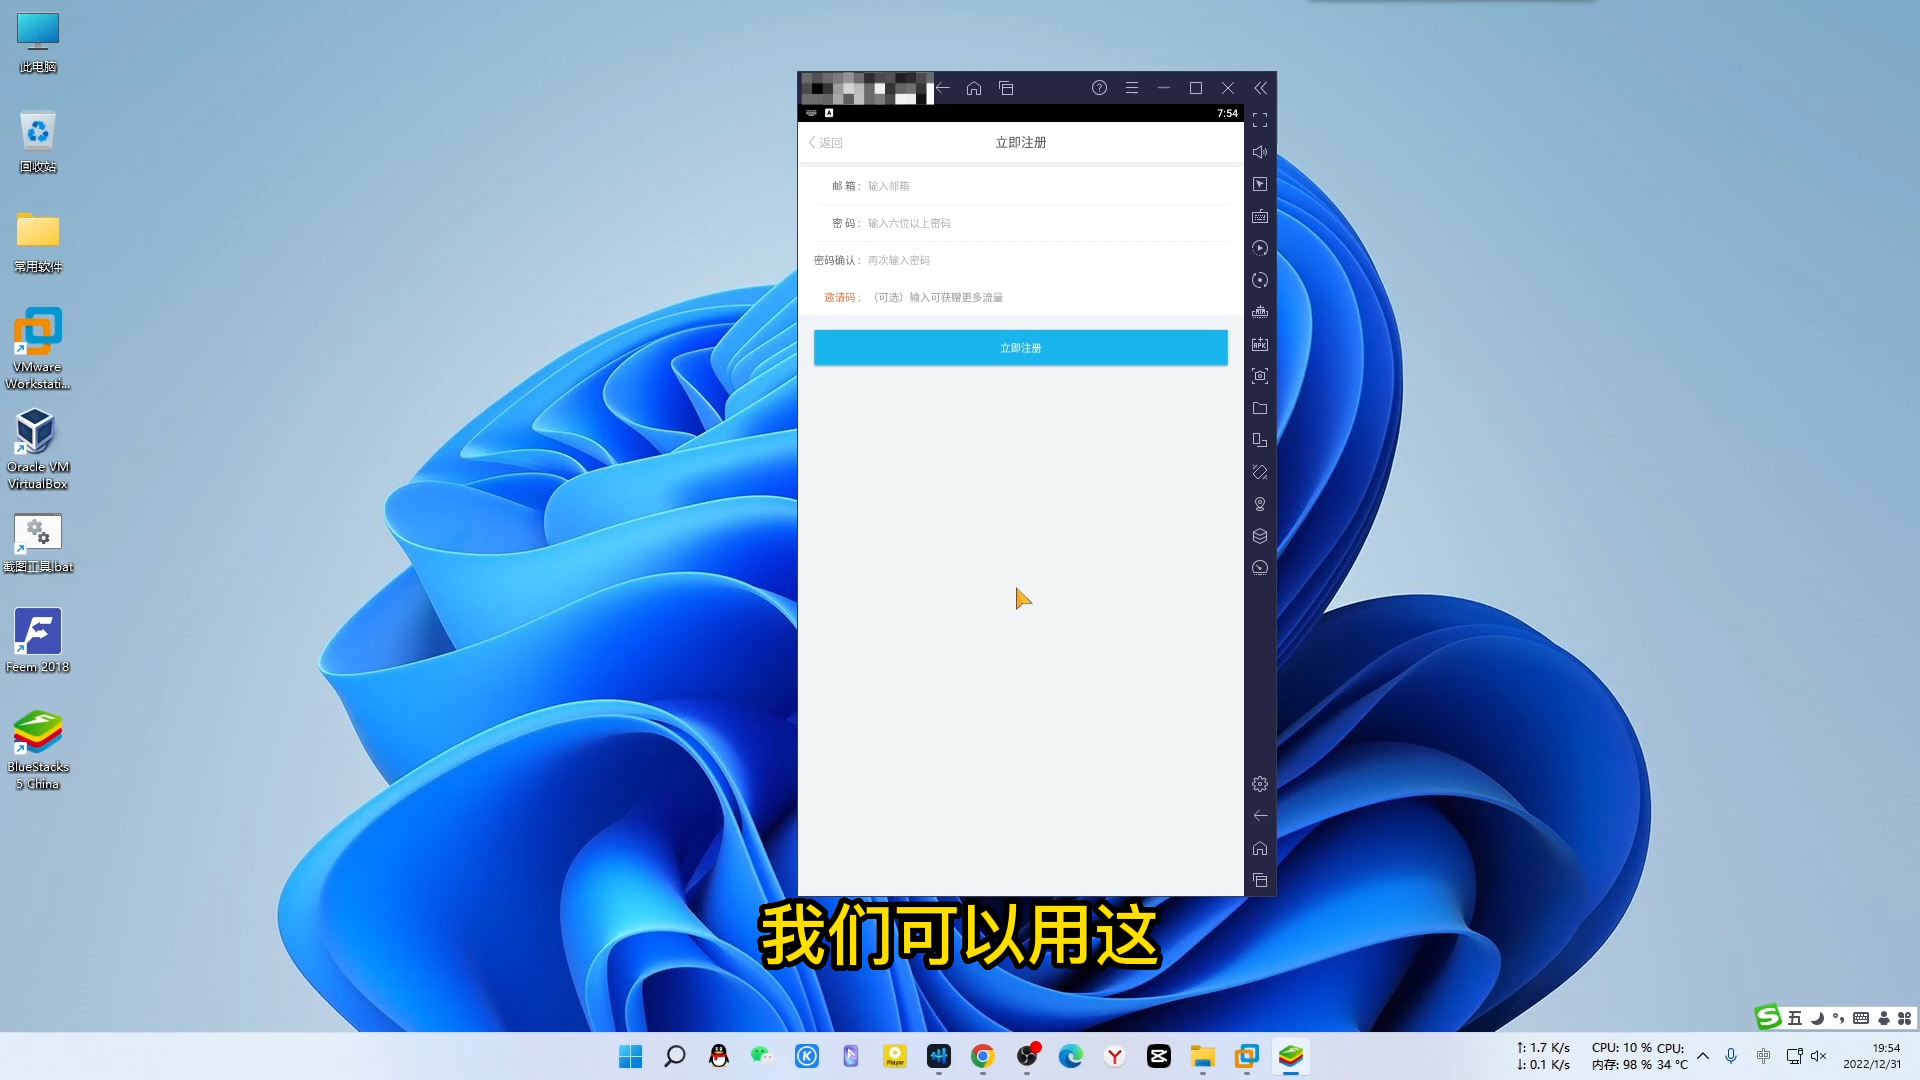 此电脑
回收站
常用软件
VMware
Workstati...
Oracle VM
VirtualBox
截图工具.bat
Feem 2018
BlueStacks
5 China
7:54
返回
立即注册
邮 箱： 输入邮箱
密 码： 输入六位以上密码
密码确认： 再次输入密码
邀请码： （可选）输入可获赠更多流量
立即注册
我们可以用这
五
Player
↑: 1.7 K/s
↓: 0.1 K/s
CPU: 10 % CPU:
内存: 98 % 34 °C
中
19:54
2022/12/31